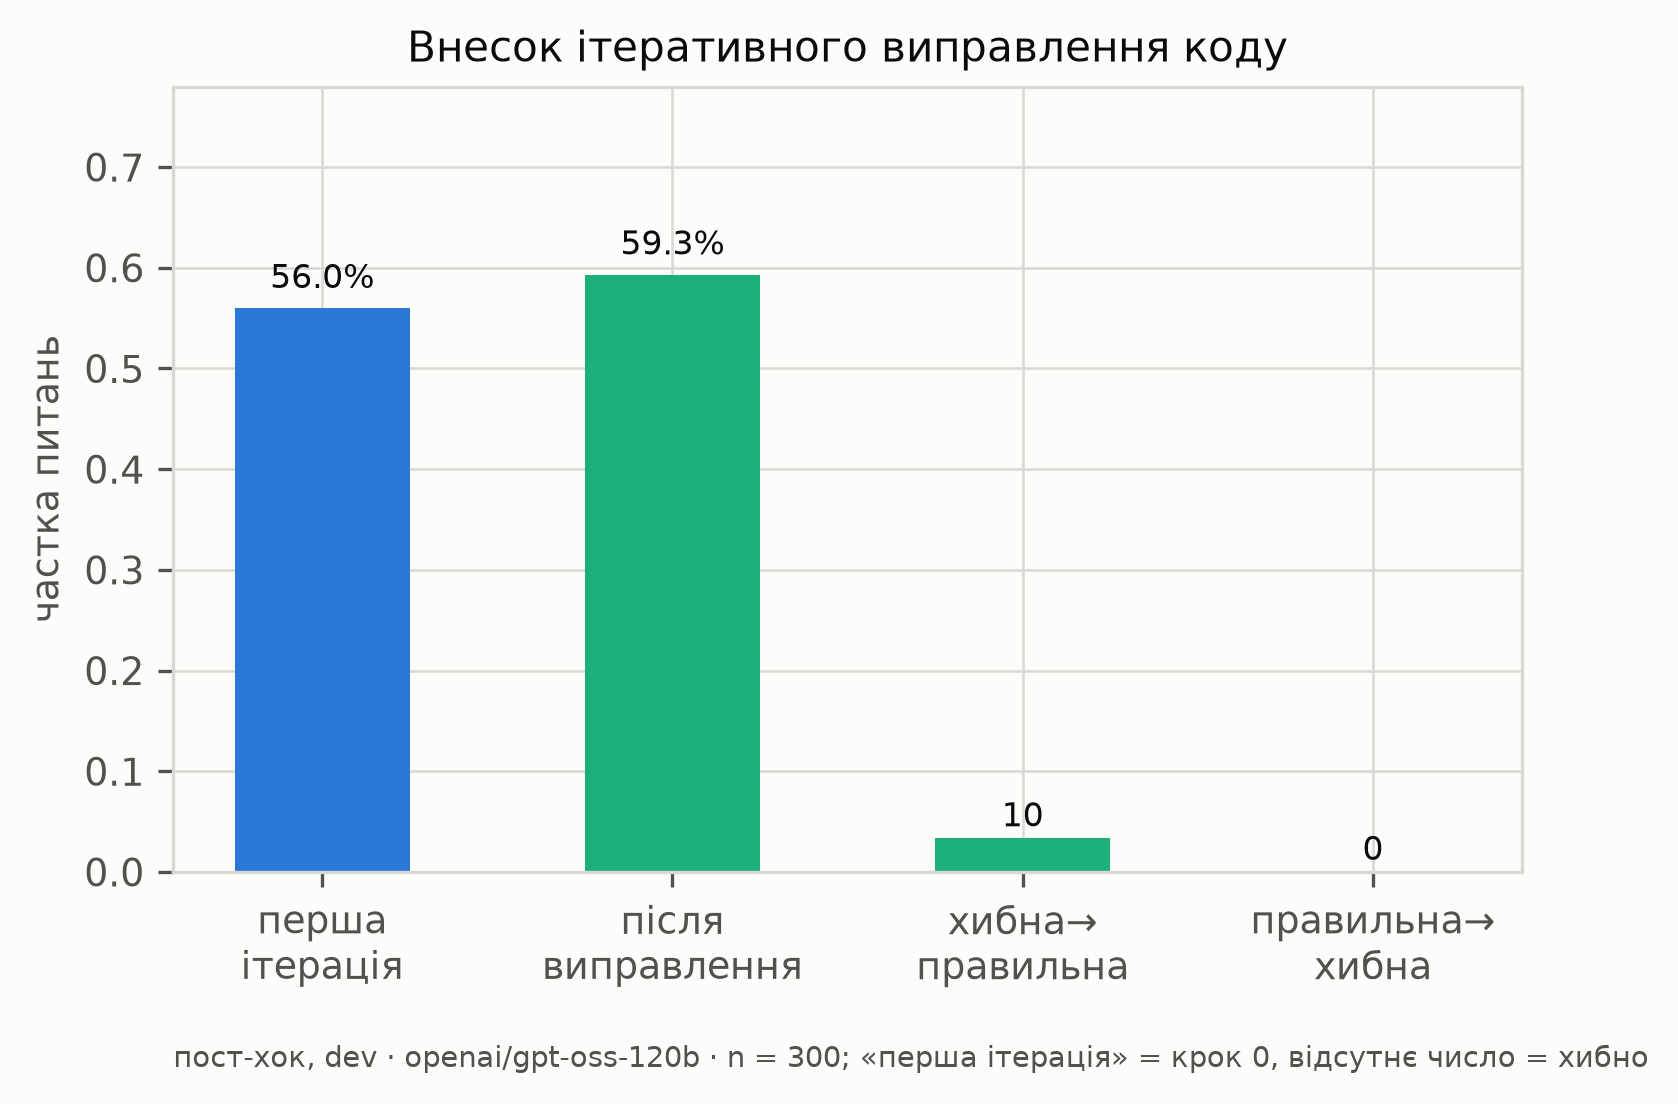 Внесок ітеративного виправлення коду
частка питань
0.7
0.6
0.5
0.4
0.3
0.2
0.1
0.0
56.0%
59.3%
10
0
перша
ітерація
після
виправлення
хибна→
правильна
правильна→
хибна
пост-хок, dev · openai/gpt-oss-120b · n = 300; «перша ітерація» = крок 0, відсутнє число = хибно